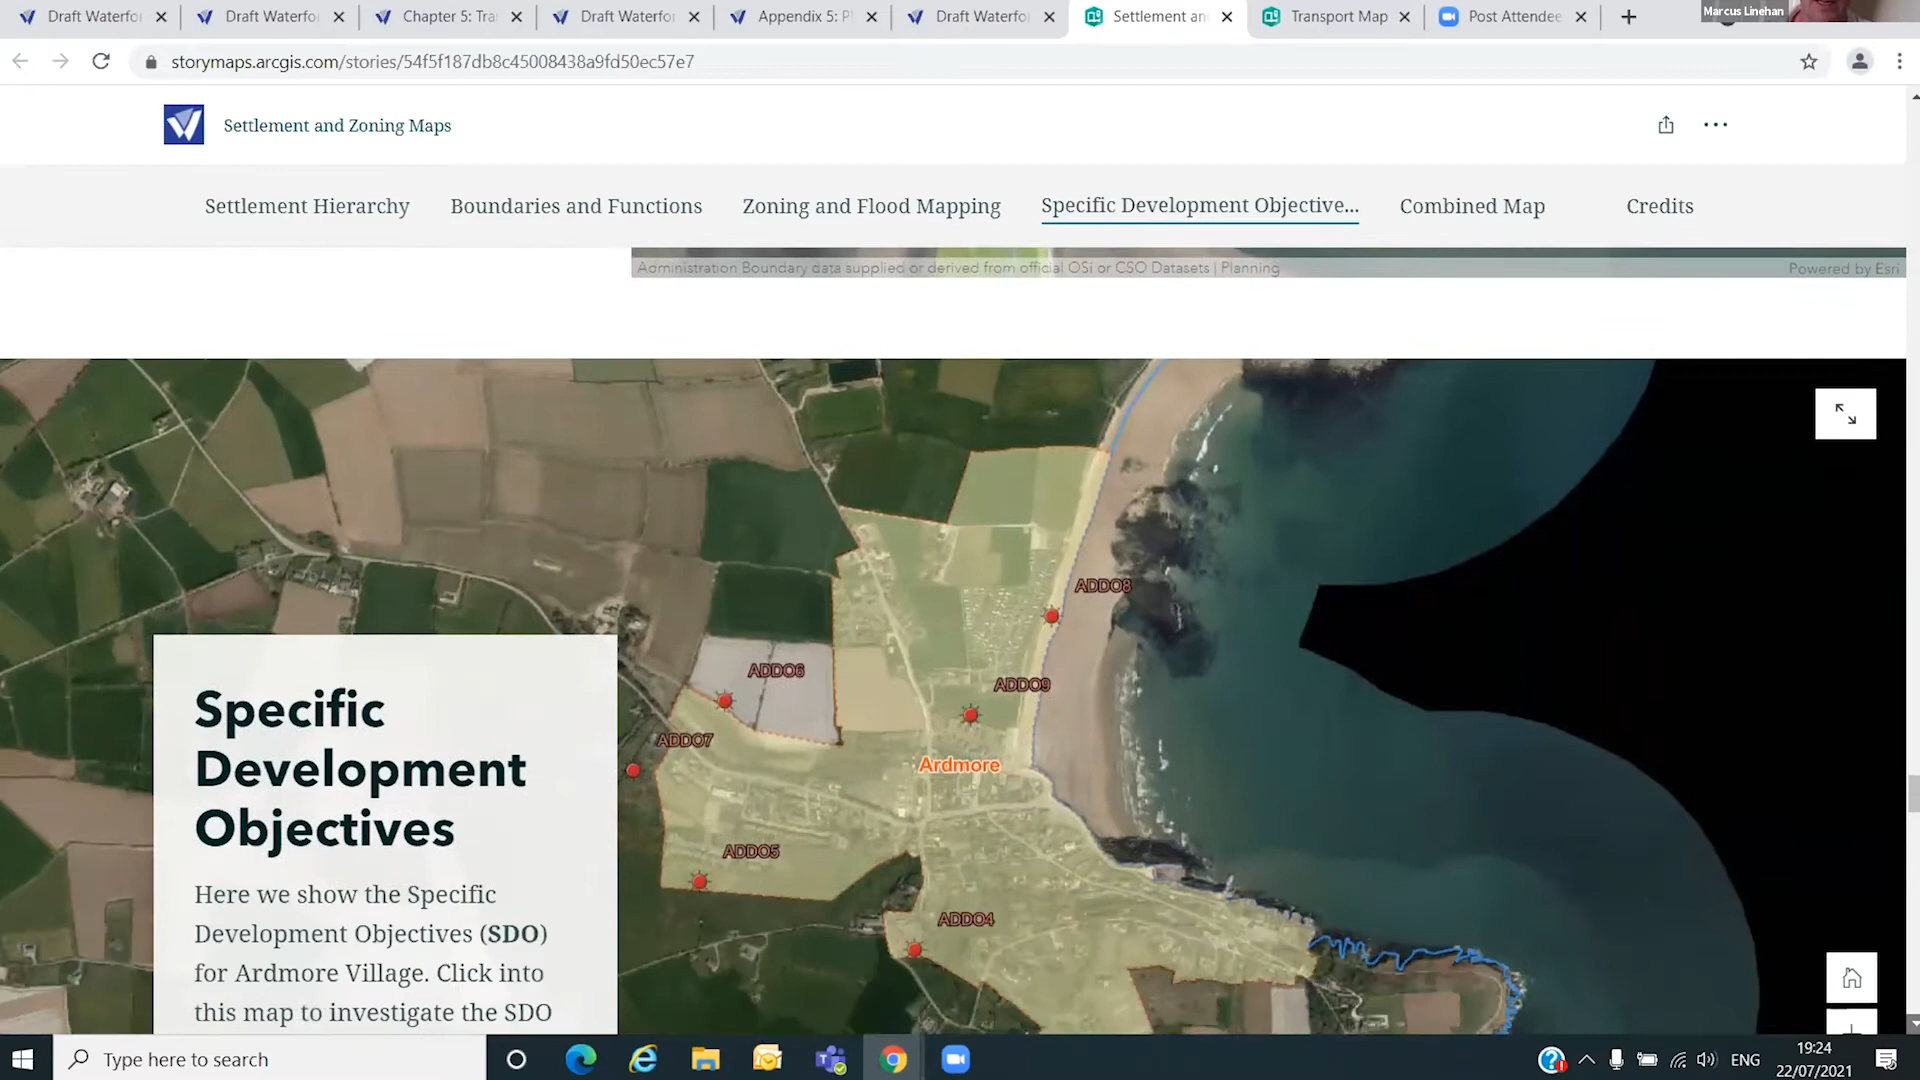 Draft Waterfo
Draft Waterfo
Chapter 5: Tra
Draft Waterfo
Appendix 5: P
Draft Waterfo
Settlement an
Transport Map
Post Attendee
Marcus Linehan
storymaps.arcgis.com/stories/54f5f187db8c45008438a9fd50ec57e7
Settlement and Zoning Maps
Settlement Hierarchy
Boundaries and Functions
Zoning and Flood Mapping
Specific Development Objective...
Combined Map
Credits
Administration Boundary data supplied or derived from official OSi or CSO Datasets | Planning
Powered by Esri
ADDO8
ADDO6
ADDO9
ADDO7
Ardmore
ADDO5
ADDO4
Specific
Development
Objectives
Here we show the Specific
Development Objectives (SDO)
for Ardmore Village. Click into
this map to investigate the SDO
Type here to search
ENG
19:24
22/07/2021